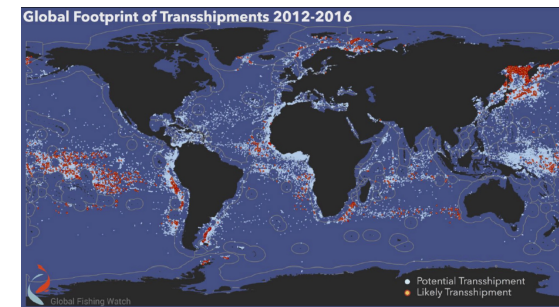 Global Footprint of Transshipments 2012-2016
Potential Transshipment
Likely Transshipment
Global Fishing Watch